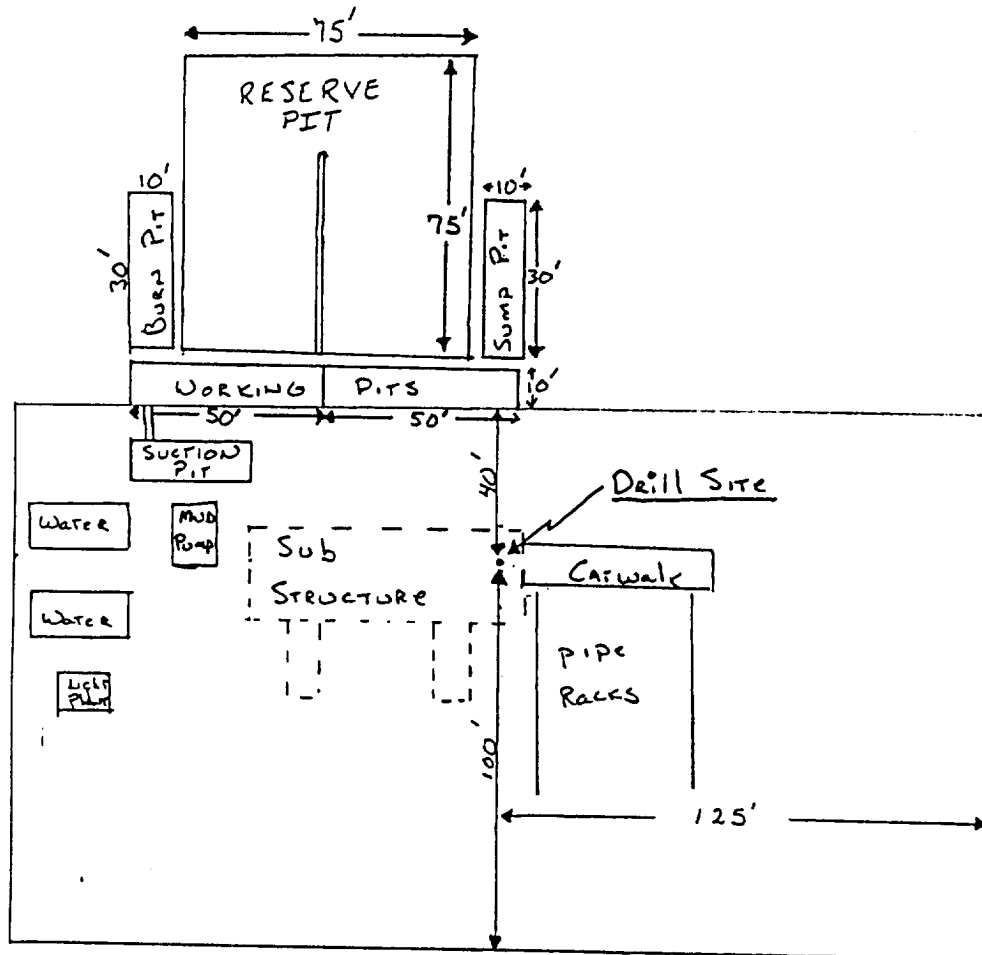 75'
RESERVE
PIT
10'
10'
75'
30'
BURN PIT
SUMP PIT
30'
WORKING PITS
10'
50'
50'
SUCTION
PIT
40'
Drill Site
Water
MUD
Pump
Sub
STRUCTURE
Catwalk
Water
Light
Plant
PIPE
RACKS
100'
125'